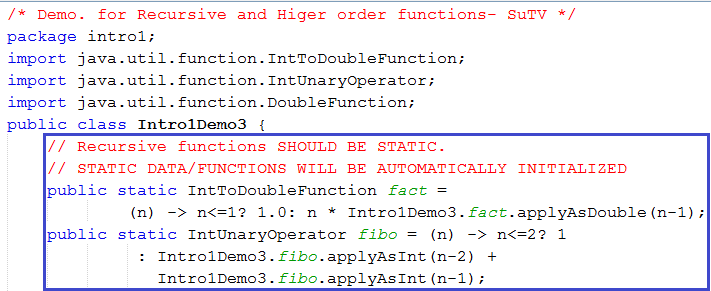 /* Demo. for Recursive and Higer order functions- SuTV */
package intro1;
import java.util.function.IntToDoubleFunction;
import java.util.function.IntUnaryOperator;
import java.util.function.DoubleFunction;
public class Intro1Demo3 {
// Recursive functions SHOULD BE STATIC.
// STATIC DATA/FUNCTIONS WILL BE AUTOMATICALLY INITIALIZED
public static IntToDoubleFunction fact =
(n) -> n<=1? 1.0: n * Intro1Demo3.fact.applyAsDouble(n-1);
public static IntUnaryOperator fibo = (n) -> n<=2? 1
: Intro1Demo3.fibo.applyAsInt(n-2) +
Intro1Demo3.fibo.applyAsInt(n-1);